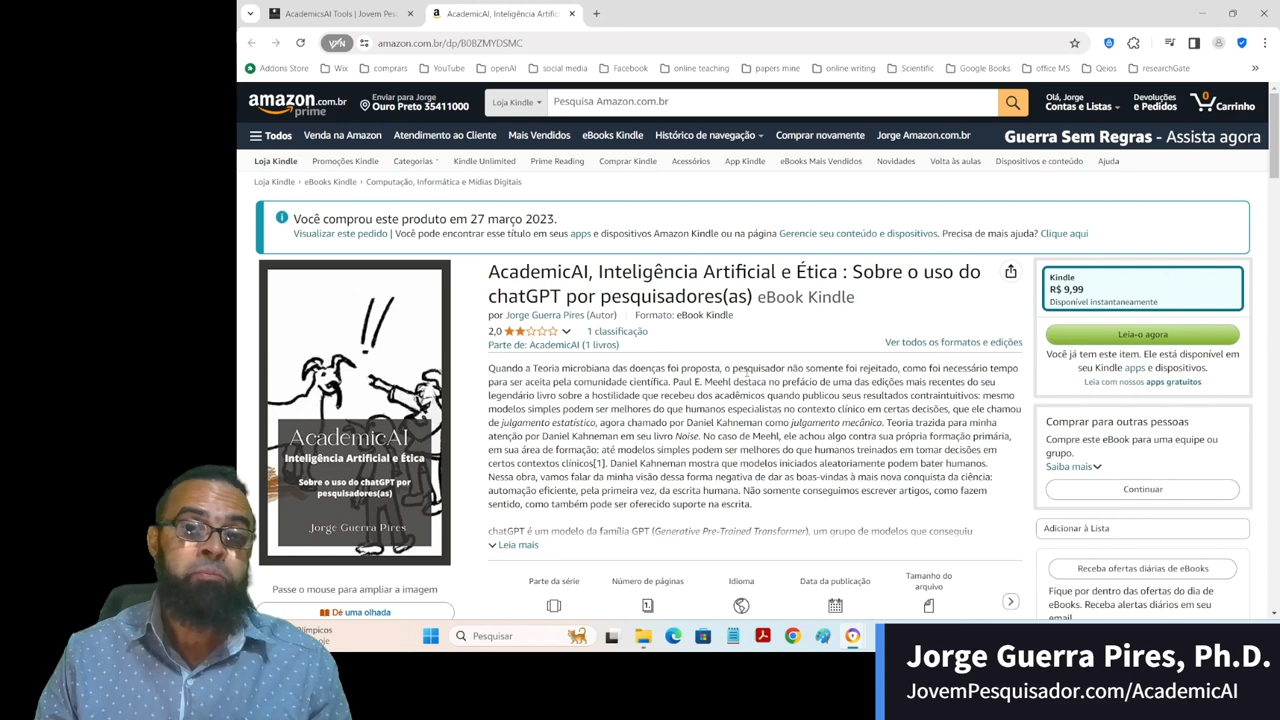 AcademicsAI Tools | Jovem Pes
AcademicAI, Inteligência Artific
VPN
amazon.com.br/dp/B0BZMYDSMC
Addons Store
Wix
comprars
YouTube
openAI
social media
Facebook
online teaching
papers mine
online writing
Scientific
Google Books
office MS
Qeios
researchGate
amazon.com.br
prime
Enviar para Jorge
Ouro Preto 35411000
Loja Kindle
Pesquisa Amazon.com.br
Olá, Jorge
Contas e Listas
Devoluções
e Pedidos
0
Carrinho
Todos
Venda na Amazon
Atendimento ao Cliente
Mais Vendidos
eBooks Kindle
Histórico de navegação
Comprar novamente
Jorge Amazon.com.br
Guerra Sem Regras - Assista agora
Loja Kindle
Promoções Kindle
Categorias
Kindle Unlimited
Prime Reading
Comprar Kindle
Acessórios
App Kindle
eBooks Mais Vendidos
Novidades
Volta às aulas
Dispositivos e conteúdo
Ajuda
Loja Kindle › eBooks Kindle › Computação, Informática e Mídias Digitais
Você comprou este produto em 27 março 2023.
Visualizar este pedido | Você pode encontrar esse título em seus apps e dispositivos Amazon Kindle ou na página Gerencie seu conteúdo e dispositivos. Precisa de mais ajuda? Clique aqui
!!
AcademicAI
Inteligência Artificial e Ética
Sobre o uso do chatGPT por
pesquisadores(as)
Jorge Guerra Pires
Passe o mouse para ampliar a imagem
Dê uma olhada
AcademicAI, Inteligência Artificial e Ética : Sobre o uso do
chatGPT por pesquisadores(as) eBook Kindle
por Jorge Guerra Pires (Autor) | Formato: eBook Kindle
2,0
1 classificação
Parte de: AcademicAI (1 livros)
Ver todos os formatos e edições
Quando a Teoria microbiana das doenças foi proposta, o pesquisador não somente foi rejeitado, como foi necessário tempo
para ser aceita pela comunidade científica. Paul E. Meehl destaca no prefácio de uma das edições mais recentes do seu
legendário livro sobre a hostilidade que recebeu dos acadêmicos quando publicou seus resultados contraintuitivos: mesmo
modelos simples podem ser melhores do que humanos especialistas no contexto clínico em certas decisões, que ele chamou
de julgamento estatístico, agora chamado por Daniel Kahneman como julgamento mecânico. Teoria trazida para minha
atenção por Daniel Kahneman em seu livro Noise. No caso de Meehl, ele achou algo contra sua própria formação primária,
em sua área de formação: até modelos simples podem ser melhores do que humanos treinados em tomar decisões em
certos contextos clínicos[1]. Daniel Kahneman mostra que modelos iniciados aleatoriamente podem bater humanos.
Nessa obra, vamos falar da minha visão dessa forma negativa de dar as boas-vindas à mais nova conquista da ciência:
automação eficiente, pela primeira vez, da escrita humana. Não somente conseguimos escrever artigos, como fazem
sentido, como também pode ser oferecido suporte na escrita.
chatGPT é um modelo da família GPT (Generative Pre-Trained Transformer), um grupo de modelos que conseguiu
Leia mais
Parte da série
Número de páginas
Idioma
Data da publicação
Tamanho do
arquivo
Kindle
R$ 9,99
Disponível instantaneamente
Leia-o agora
Você já tem este item. Ele está disponível em
seu Kindle apps e dispositivos.
Leia com nossos apps gratuitos
Comprar para outras pessoas
Compre este eBook para uma equipe ou
grupo.
Saiba mais
Continuar
Adicionar à Lista
Receba ofertas diárias de eBooks
Fique por dentro das ofertas do dia de
eBooks. Receba alertas diários em seu
email.
Olímpicos
hoje
Pesquisar
Jorge Guerra Pires, Ph.D.
JovemPesquisador.com/AcademicAI